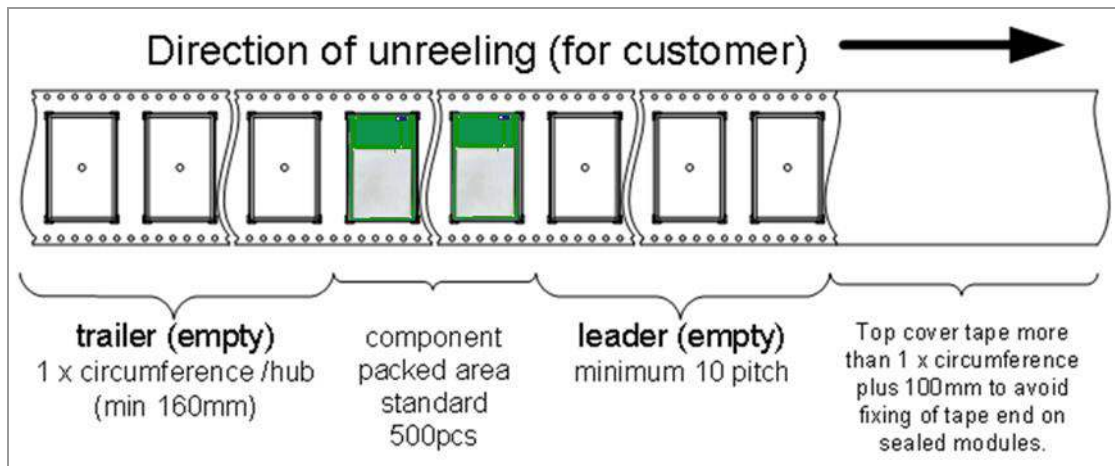 Direction of unreeling (for customer)
trailer (empty)
1 x circumference /hub
(min 160mm)
component
packed area
standard
500pcs
leader (empty)
minimum 10 pitch
Top cover tape more
than 1 x circumference
plus 100mm to avoid
fixing of tape end on
sealed modules.